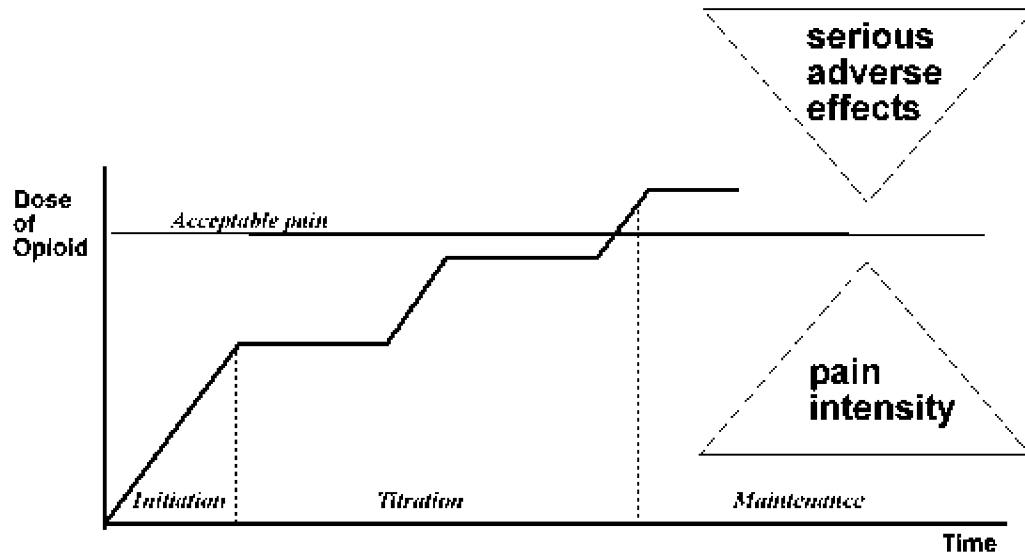 serious
adverse
effects
Dose
of
Opioid
Acceptable pain
pain
intensity
Initiation
Titration
Maintenance
Time